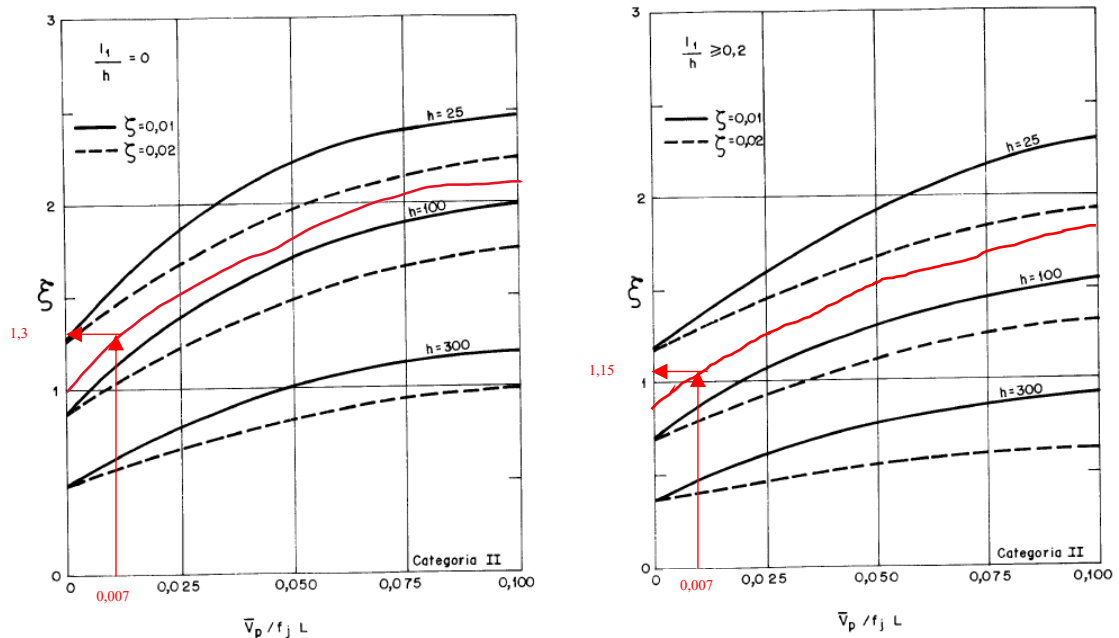 3
l₁/h = 0
ζ=0,01
ζ=0,02
h=25
2
h=100
ξ
1,3
1
h=300
Categoria II
0
0
0,025
0,050
0,075
0,100
0,007
V̄p / fj L
3
l₁/h ≥0,2
ζ=0,01
ζ=0,02
h=25
2
h=100
ξ
1,15
1
h=300
Categoria II
0
0
0,025
0,050
0,075
0,100
0,007
V̄p / fj L